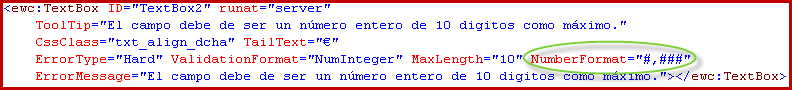 <ewc:TextBox ID="TextBox2" runat="server"
ToolTip="El campo debe de ser un número entero de 10 digitos como máximo."
CssClass="txt_align_dcha" TailText="€"
ErrorType="Hard" ValidationFormat="NumInteger" MaxLength="10" NumberFormat="#,###"
ErrorMessage="El campo debe de ser un número entero de 10 digitos como máximo."></ewc:TextBox>